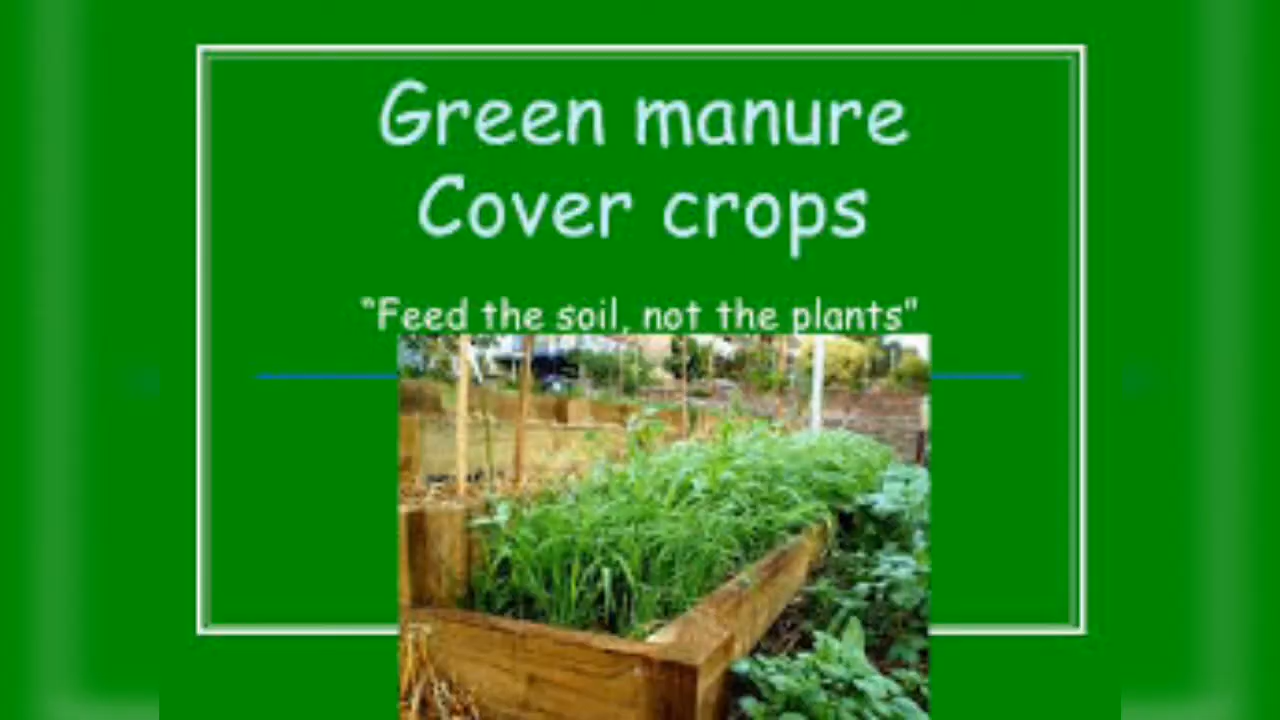 Green manure
Cover crops
“Feed the soil, not the plants”